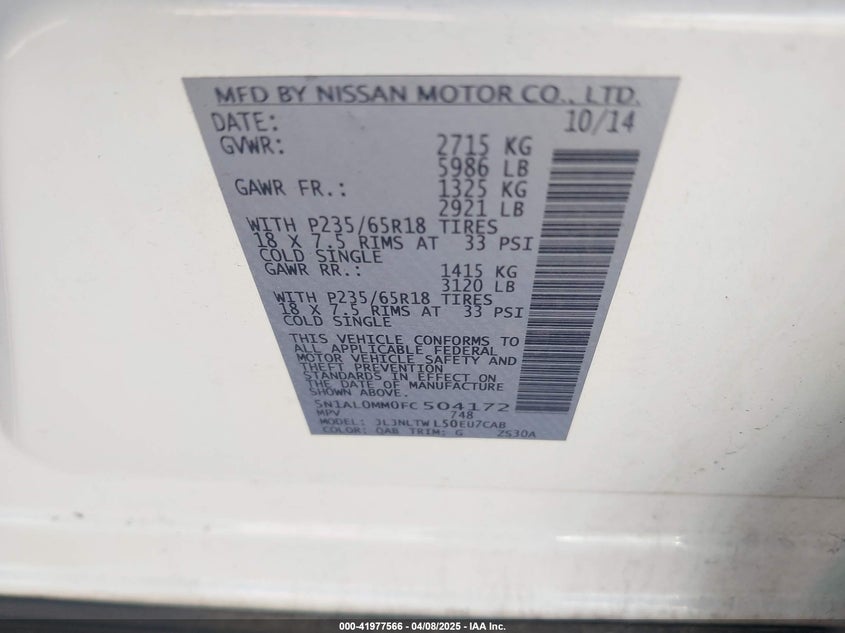 MFD BY NISSAN MOTOR CO., LTD.
DATE: 10/14
GVWR: 2715 KG
5986 LB
GAWR FR.: 1325 KG
2921 LB
WITH P235/65R18 TIRES
18 X 7.5 RIMS AT 33 PSI
COLD SINGLE
GAWR RR.: 1415 KG
3120 LB
WITH P235/65R18 TIRES
18 X 7.5 RIMS AT 33 PSI
COLD SINGLE
THIS VEHICLE CONFORMS TO
ALL APPLICABLE FEDERAL
MOTOR VEHICLE SAFETY AND
THEFT PREVENTION
STANDARDS IN EFFECT ON
THE DATE OF MANUFACTURE
SHOWN ABOVE.
5N1AL0MM0FC504172
MPV 748
MODEL: JLJNLTWL50EU7CAB
COLOR: QAB TRIM: G ZS30A
000-41977566 - 04/08/2025 - IAA Inc.